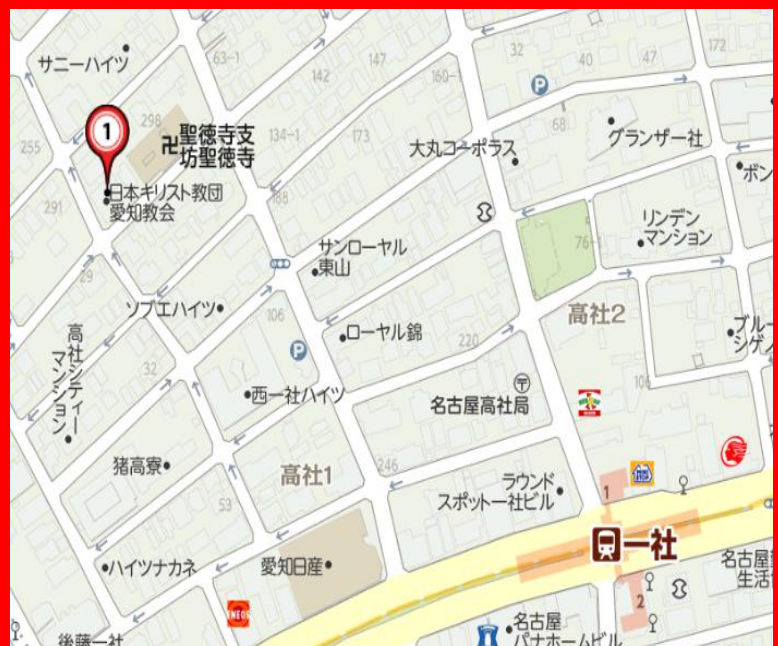 サニーハイツ
63-1
142
147
160-1
32
40
47
172
P
255
298
1
卍聖徳寺支
坊聖徳寺
134-1
173
大丸コーポラス
68
グランザー社
ボン
日本キリスト教団
愛知教会
188
291
サンローヤル
東山
76-1
リンデン
マンション
29
ソブエハイツ
106
P
ローヤル錦
220
高社2
ブルー
シゲノ
高社シティー
マンション
32
西一社ハイツ
名古屋高社局
〒
106
猪高寮
高社1
246
53
ラウンド
スポット一社ビル
1
MINI
STOP
一社
ハイツナカネ
愛知日産
名古屋
生活
ENEOS
2
後藤一社
名古屋
パナホームビル